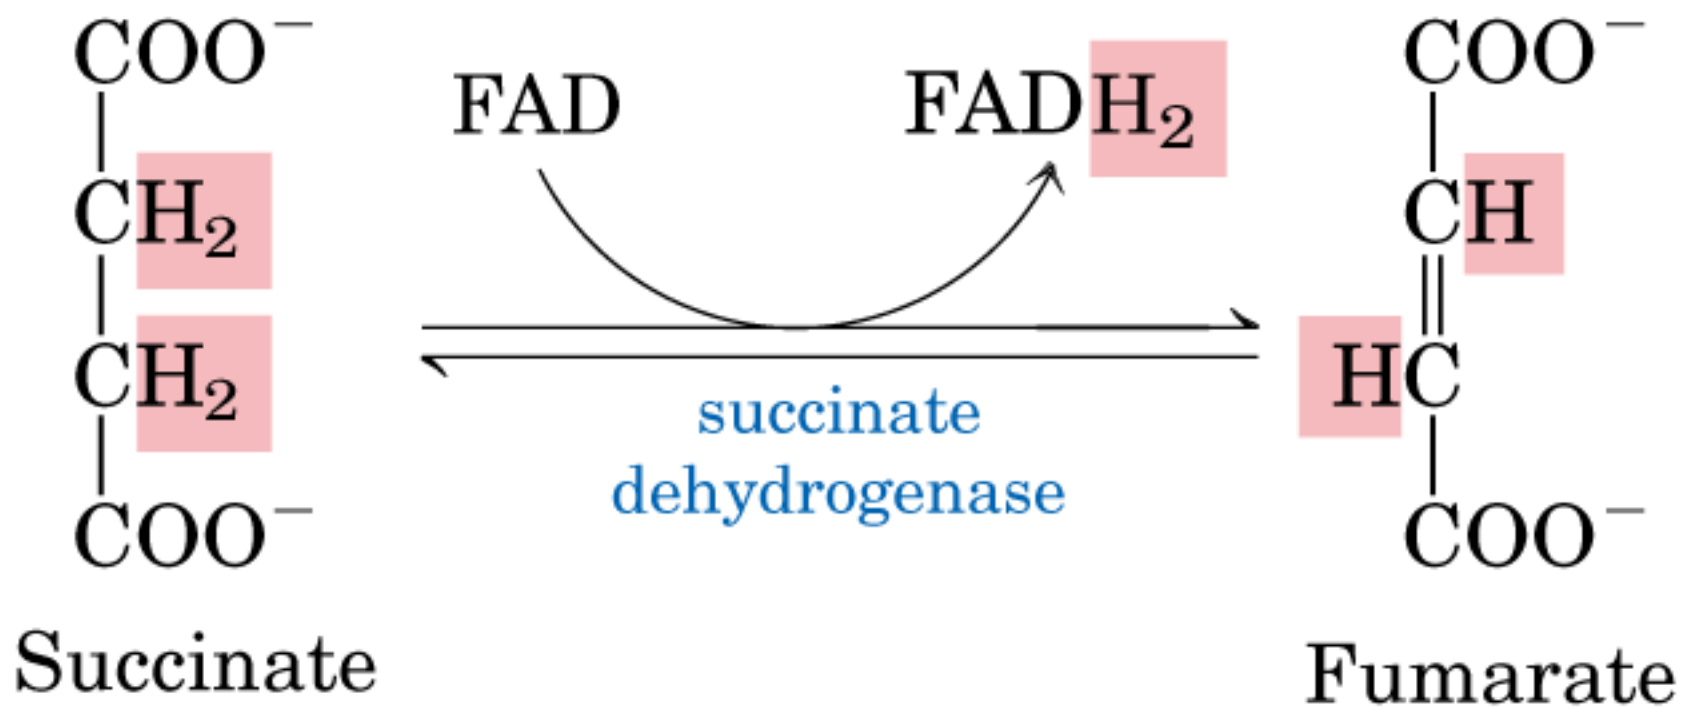 COO⁻
CH₂
CH₂
COO⁻
Succinate
FAD
FADH₂
succinate
dehydrogenase
COO⁻
CH
HC
COO⁻
Fumarate